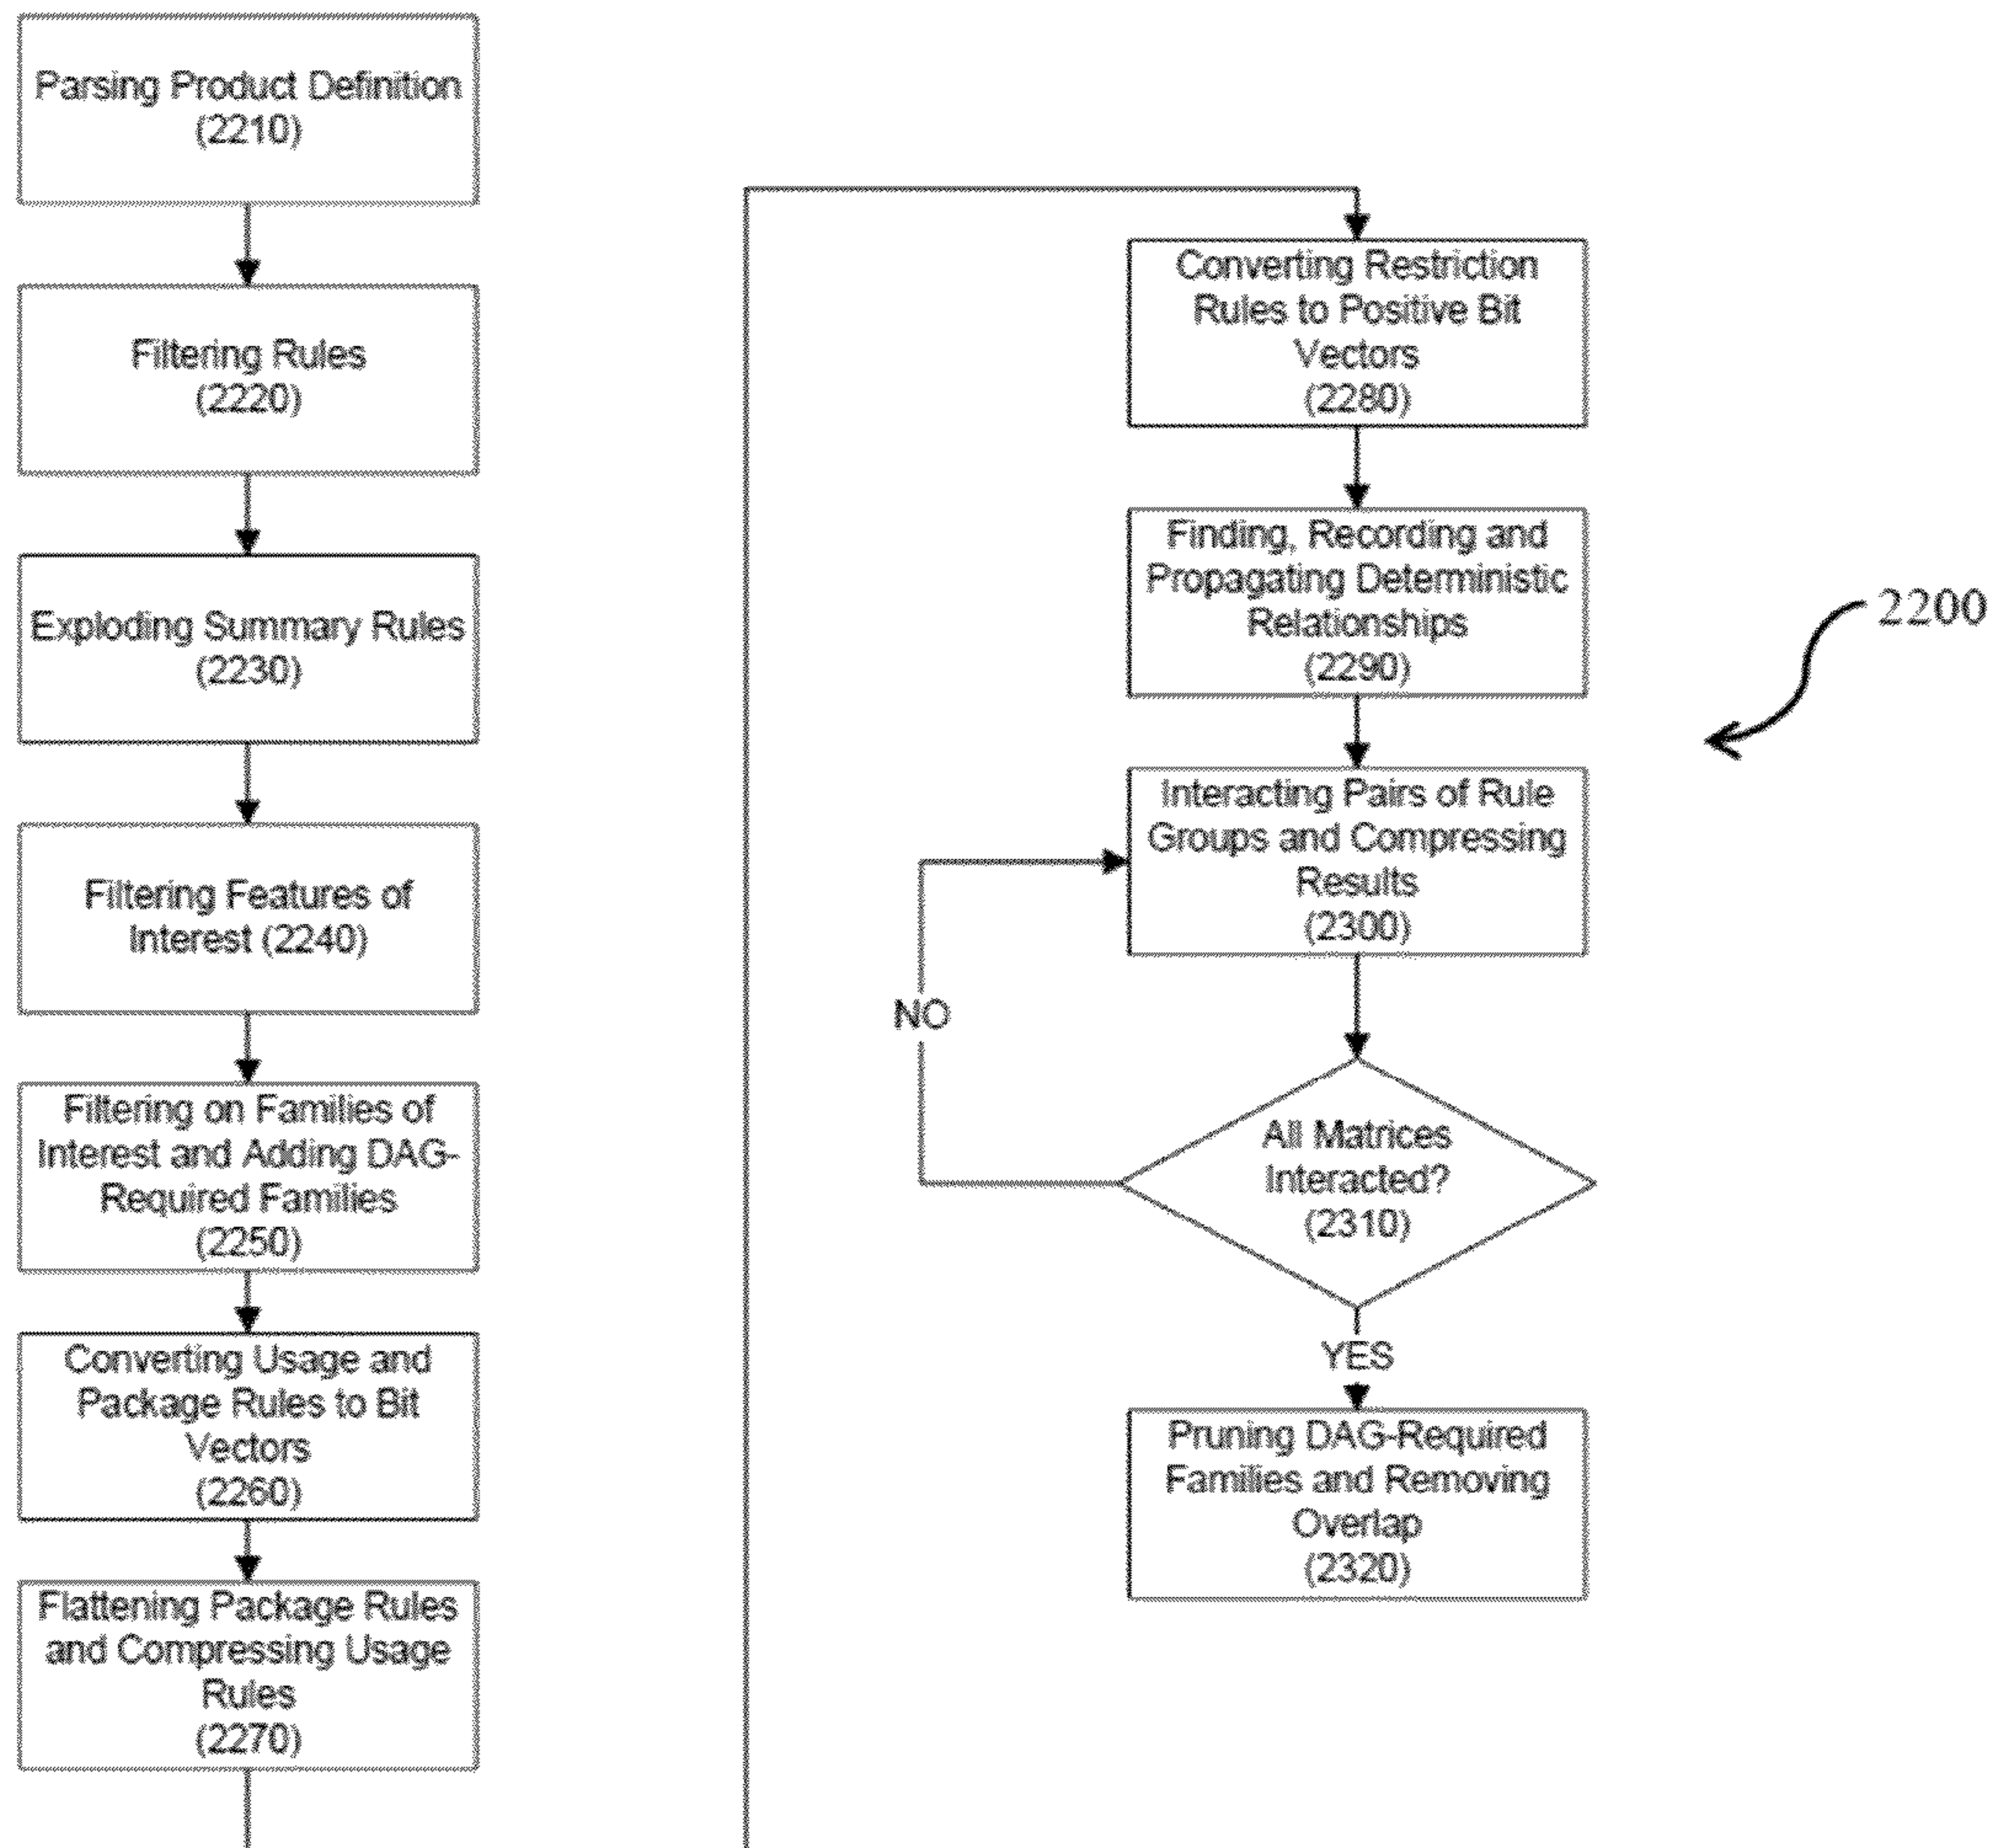 Parsing Product Definition
(2210)
Filtering Rules
(2220)
Exploding Summary Rules
(2230)
Filtering Features of
Interest (2240)
Filtering on Families of
Interest and Adding DAG-
Required Families
(2250)
Converting Usage and
Package Rules to Bit
Vectors
(2260)
Flattening Package Rules
and Compressing Usage
Rules
(2270)
Converting Restriction
Rules to Positive Bit
Vectors
(2280)
Finding, Recording and
Propagating Deterministic
Relationships
(2290)
Interacting Pairs of Rule
Groups and Compressing
Results
(2300)
NO
All Matrices
Interacted?
(2310)
YES
Pruning DAG-Required
Families and Removing
Overlap
(2320)
2200